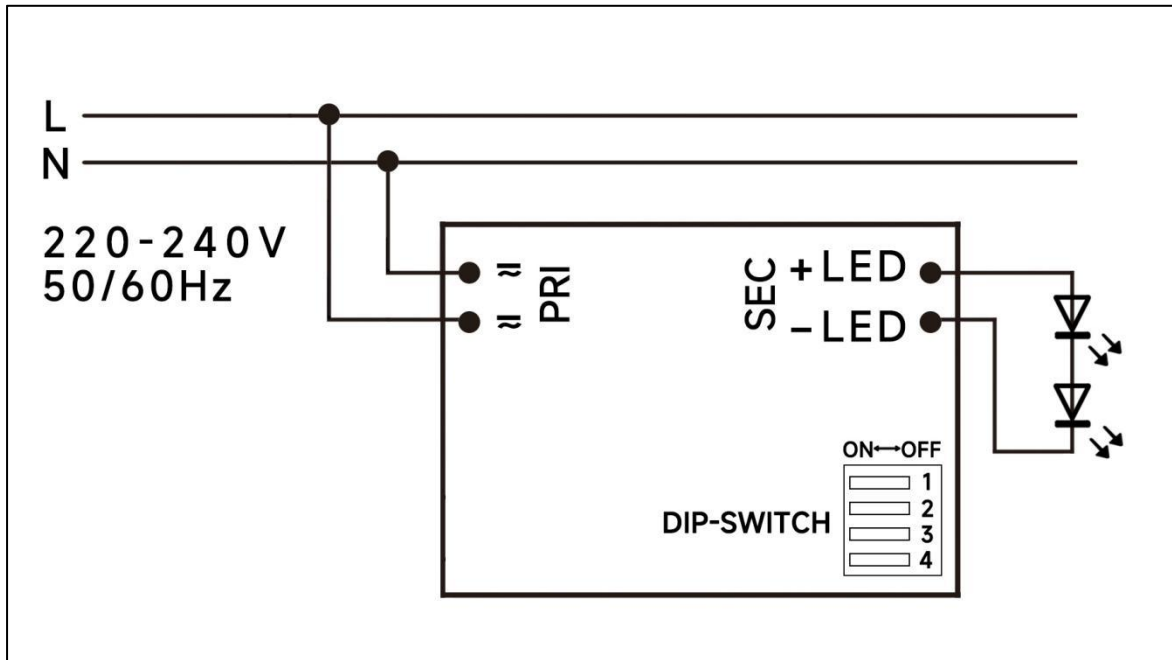 L
N
220-240V
50/60Hz
PRI
SEC
+LED
-LED
ON↔OFF
1
2
DIP-SWITCH
3
4